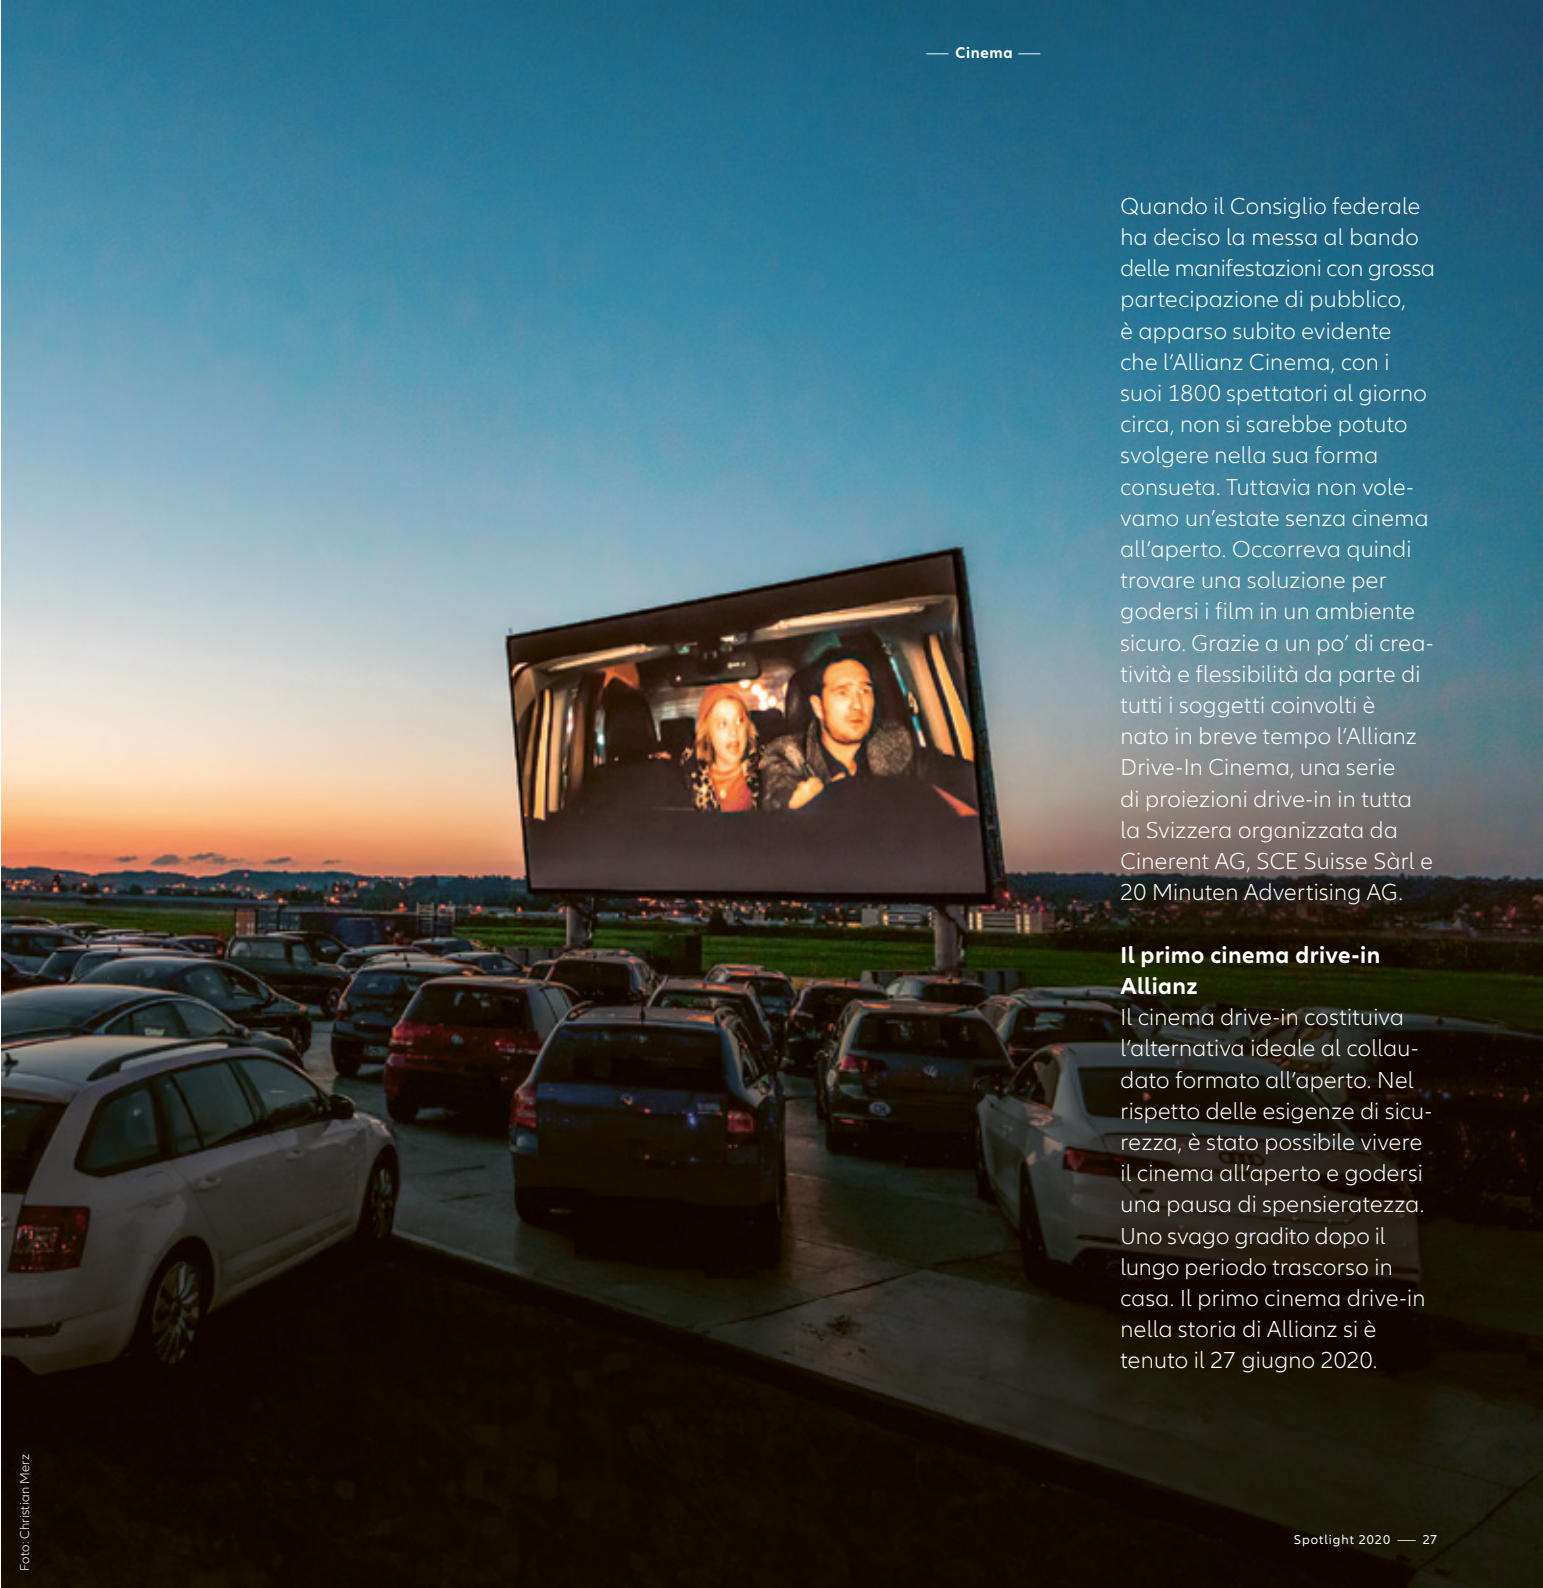 — Cinema —
Quando il Consiglio federale
ha deciso la messa al bando
delle manifestazioni con grossa
partecipazione di pubblico,
è apparso subito evidente
che l’Allianz Cinema, con i
suoi 1800 spettatori al giorno
circa, non si sarebbe potuto
svolgere nella sua forma
consueta. Tuttavia non vole-
vamo un’estate senza cinema
all’aperto. Occorreva quindi
trovare una soluzione per
godersi i film in un ambiente
sicuro. Grazie a un po’ di crea-
tività e flessibilità da parte di
tutti i soggetti coinvolti è
nato in breve tempo l’Allianz
Drive-In Cinema, una serie
di proiezioni drive-in in tutta
la Svizzera organizzata da
Cinerent AG, SCE Suisse Sàrl e
20 Minuten Advertising AG.
Il primo cinema drive-in
Allianz
Il cinema drive-in costituiva
l’alternativa ideale al collau-
dato formato all’aperto. Nel
rispetto delle esigenze di sicu-
rezza, è stato possibile vivere
il cinema all’aperto e godersi
una pausa di spensieratezza.
Uno svago gradito dopo il
lungo periodo trascorso in
casa. Il primo cinema drive-in
nella storia di Allianz si è
tenuto il 27 giugno 2020.
Foto: Christian Merz
Spotlight 2020 — 27